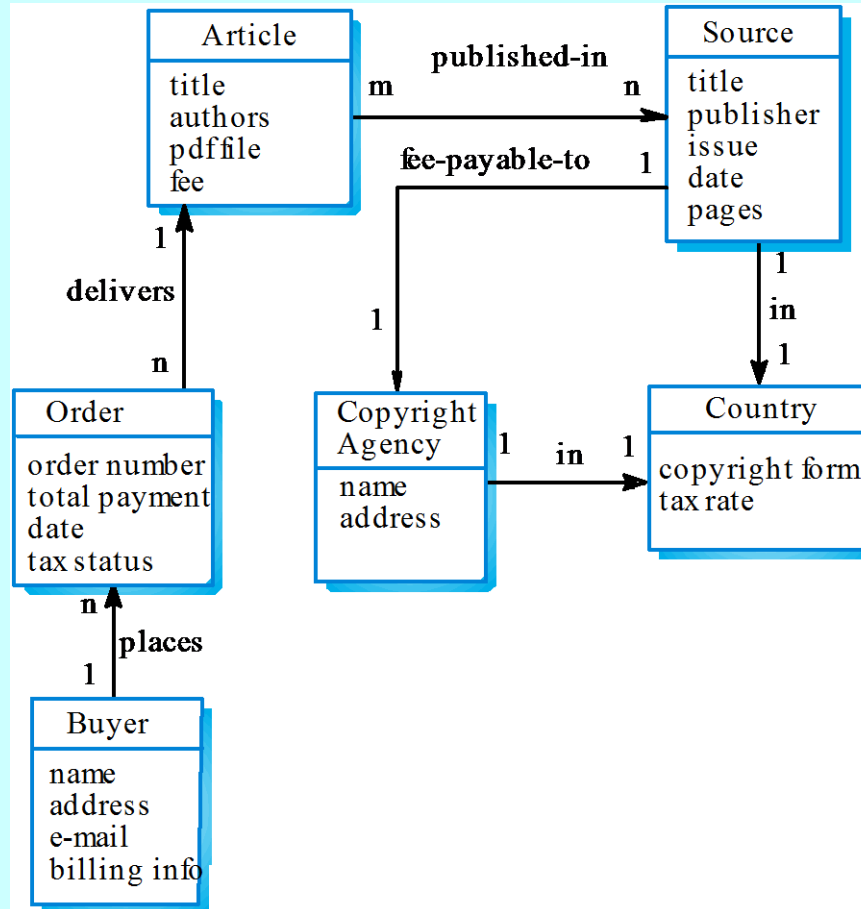 Article
title
authors
pdf file
fee
published-in
m
n
Source
title
publisher
issue
date
pages
fee-payable-to
1
1
1
delivers
n
1
in
1
Order
order number
total payment
date
tax status
Copyright
Agency
name
address
1
in
1
Country
copyright form
tax rate
n
places
1
Buyer
name
address
e-mail
billing info